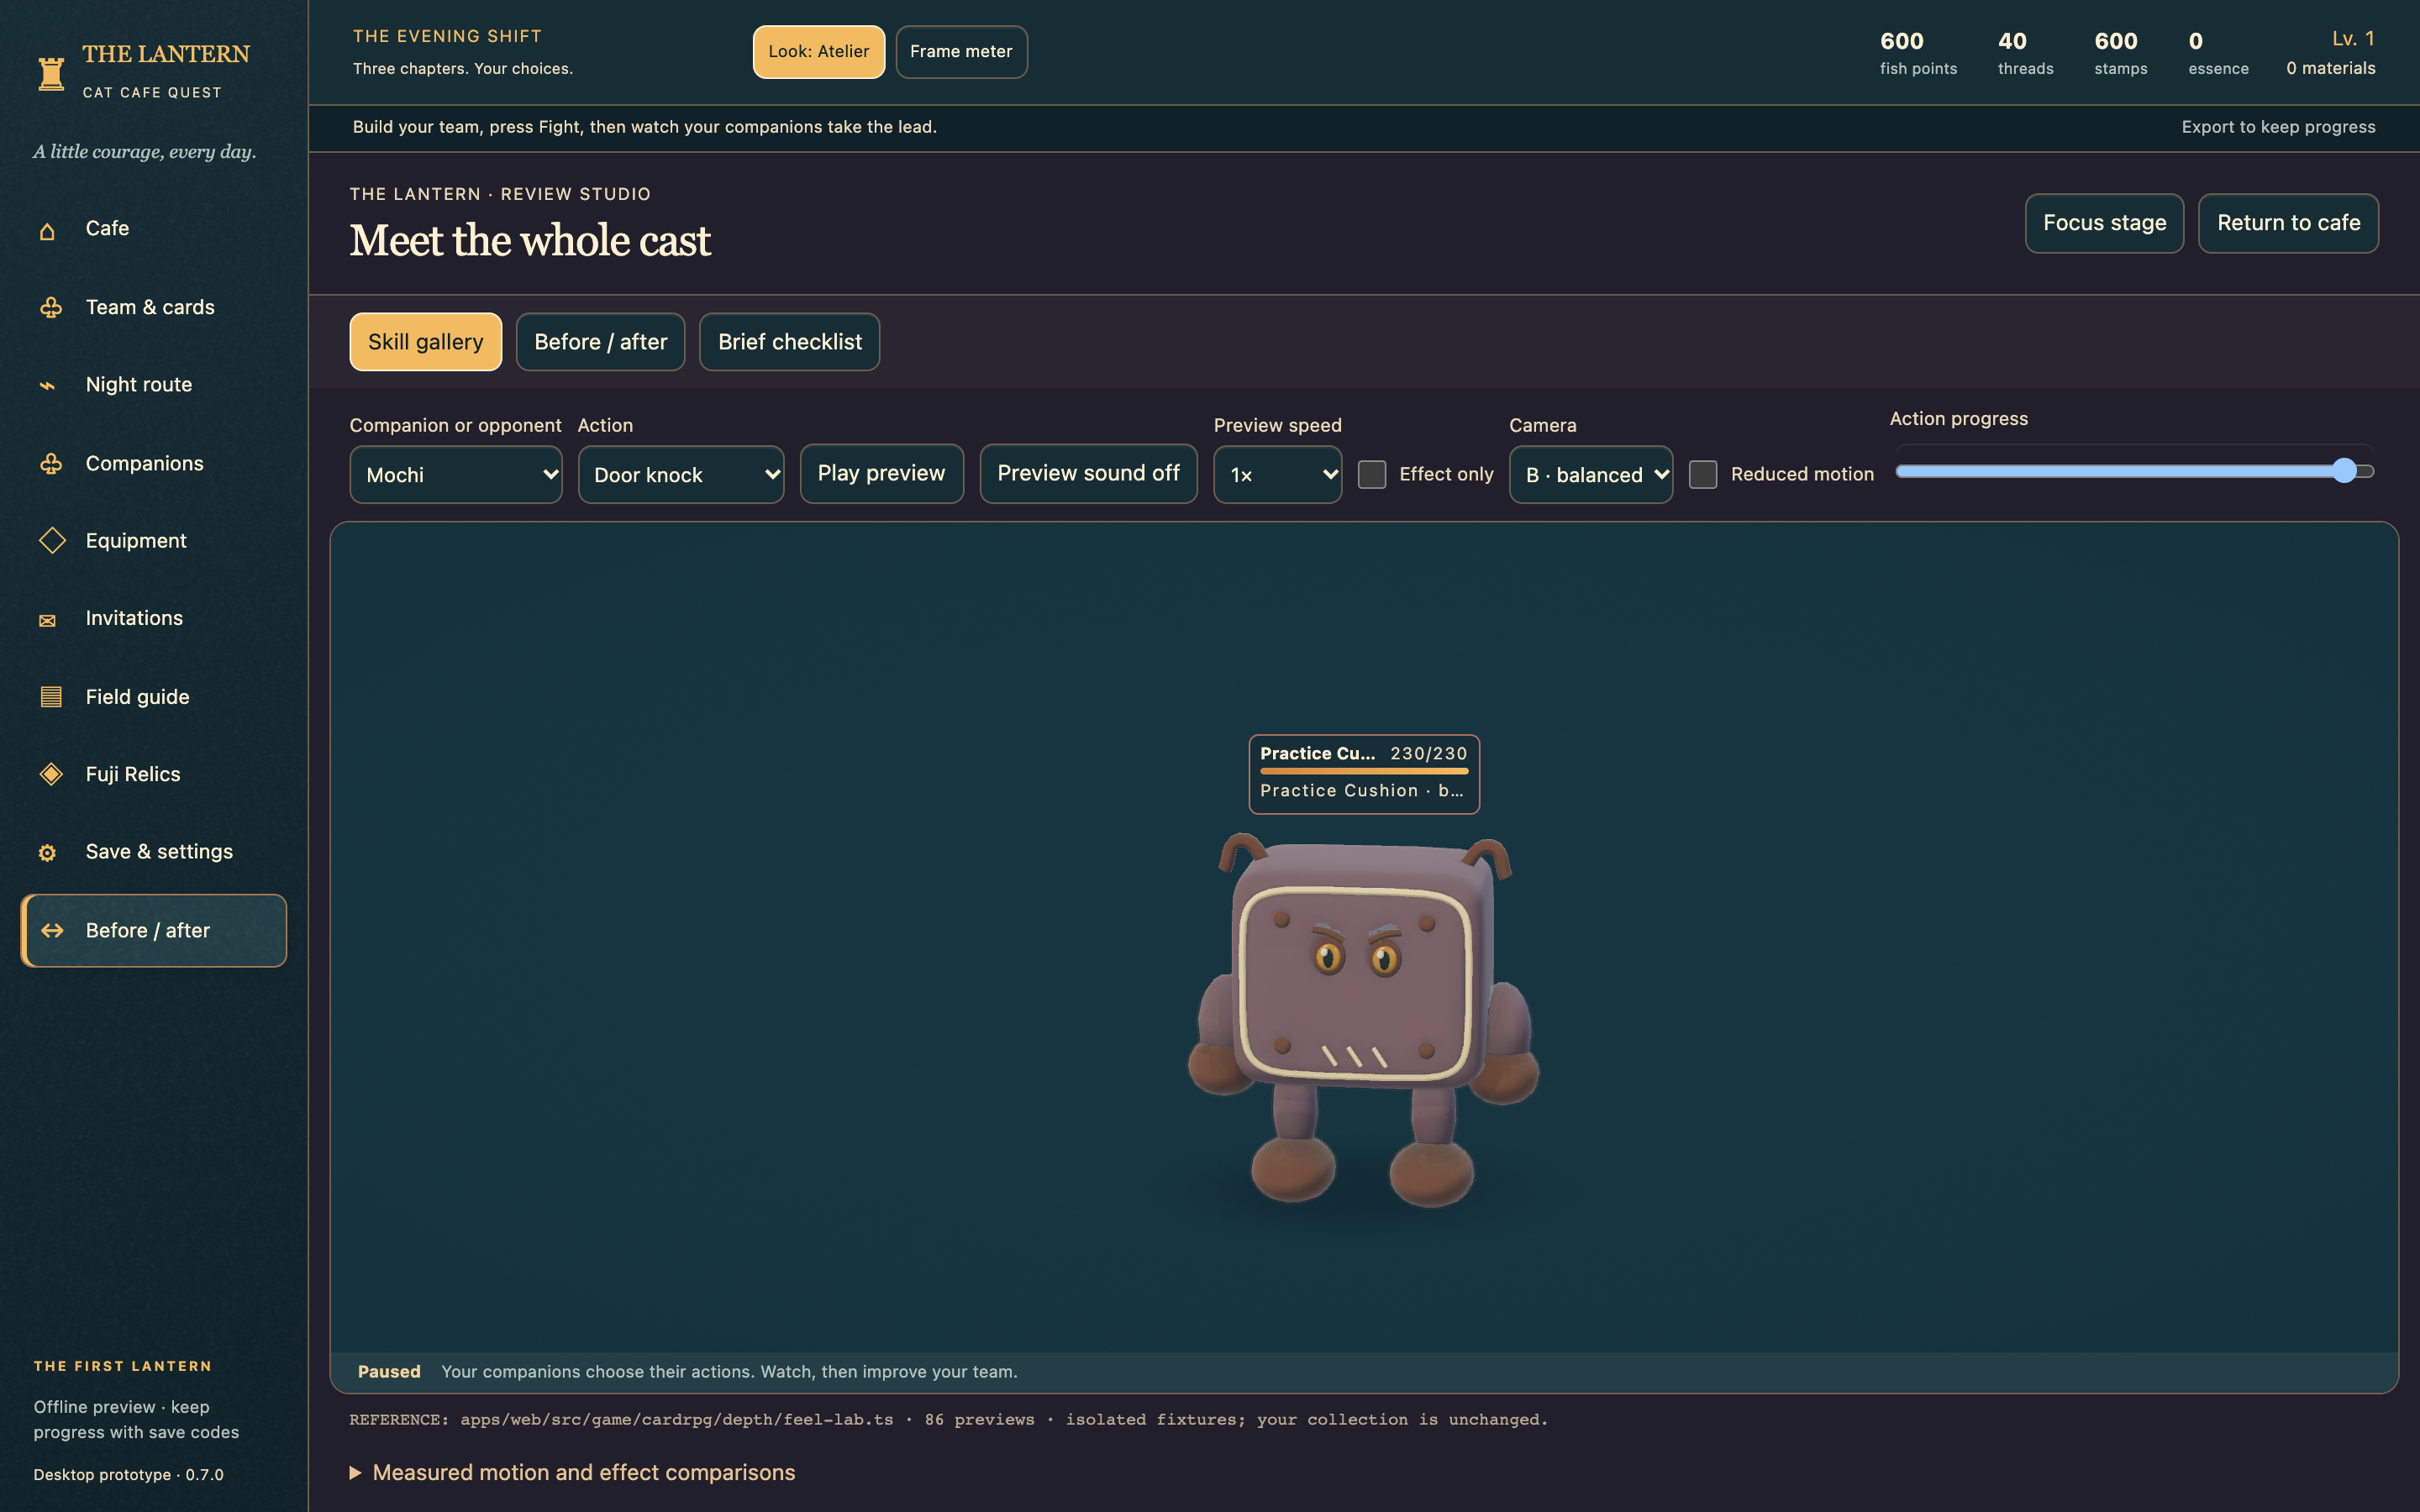 THE LANTERN
CAT CAFE QUEST
A little courage, every day.
Cafe
Team & cards
Night route
Companions
Equipment
Invitations
Field guide
Fuji Relics
Save & settings
Before / after
THE FIRST LANTERN
Offline preview · keep
progress with save codes
Desktop prototype · 0.7.0
THE EVENING SHIFT
Three chapters. Your choices.
Look: Atelier
Frame meter
600
fish points
40
threads
600
stamps
0
essence
Lv. 1
0 materials
Build your team, press Fight, then watch your companions take the lead.
Export to keep progress
THE LANTERN · REVIEW STUDIO
Meet the whole cast
Focus stage
Return to cafe
Skill gallery
Before / after
Brief checklist
Companion or opponent
Mochi
Action
Door knock
Play preview
Preview sound off
Preview speed
1×
Effect only
Camera
B · balanced
Reduced motion
Action progress
Practice Cu... 230/230
Practice Cushion · b...
Paused Your companions choose their actions. Watch, then improve your team.
REFERENCE: apps/web/src/game/cardrpg/depth/feel-lab.ts · 86 previews · isolated fixtures; your collection is unchanged.
Measured motion and effect comparisons